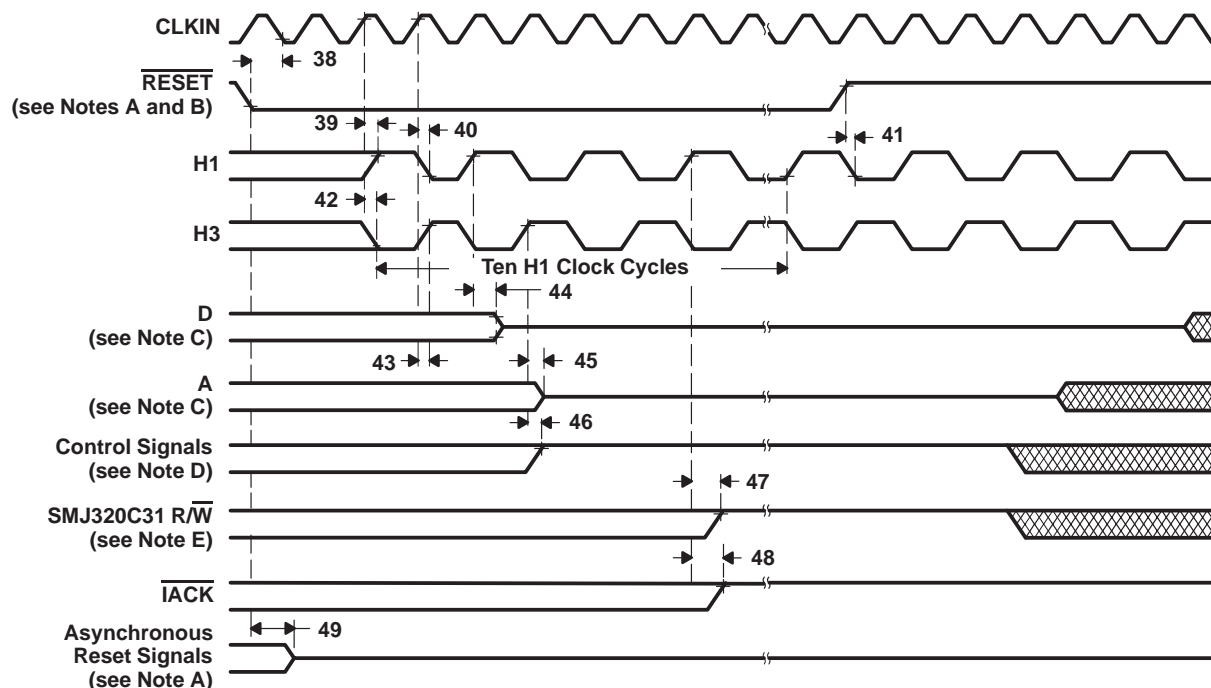 CLKIN
38
RESET
(see Notes A and B)
39
40
41
H1
42
H3
Ten H1 Clock Cycles
44
D
(see Note C)
43
45
A
(see Note C)
46
Control Signals
(see Note D)
47
SMJ320C31 R/W
(see Note E)
48
IACK
49
Asynchronous
Reset Signals
(see Note A)